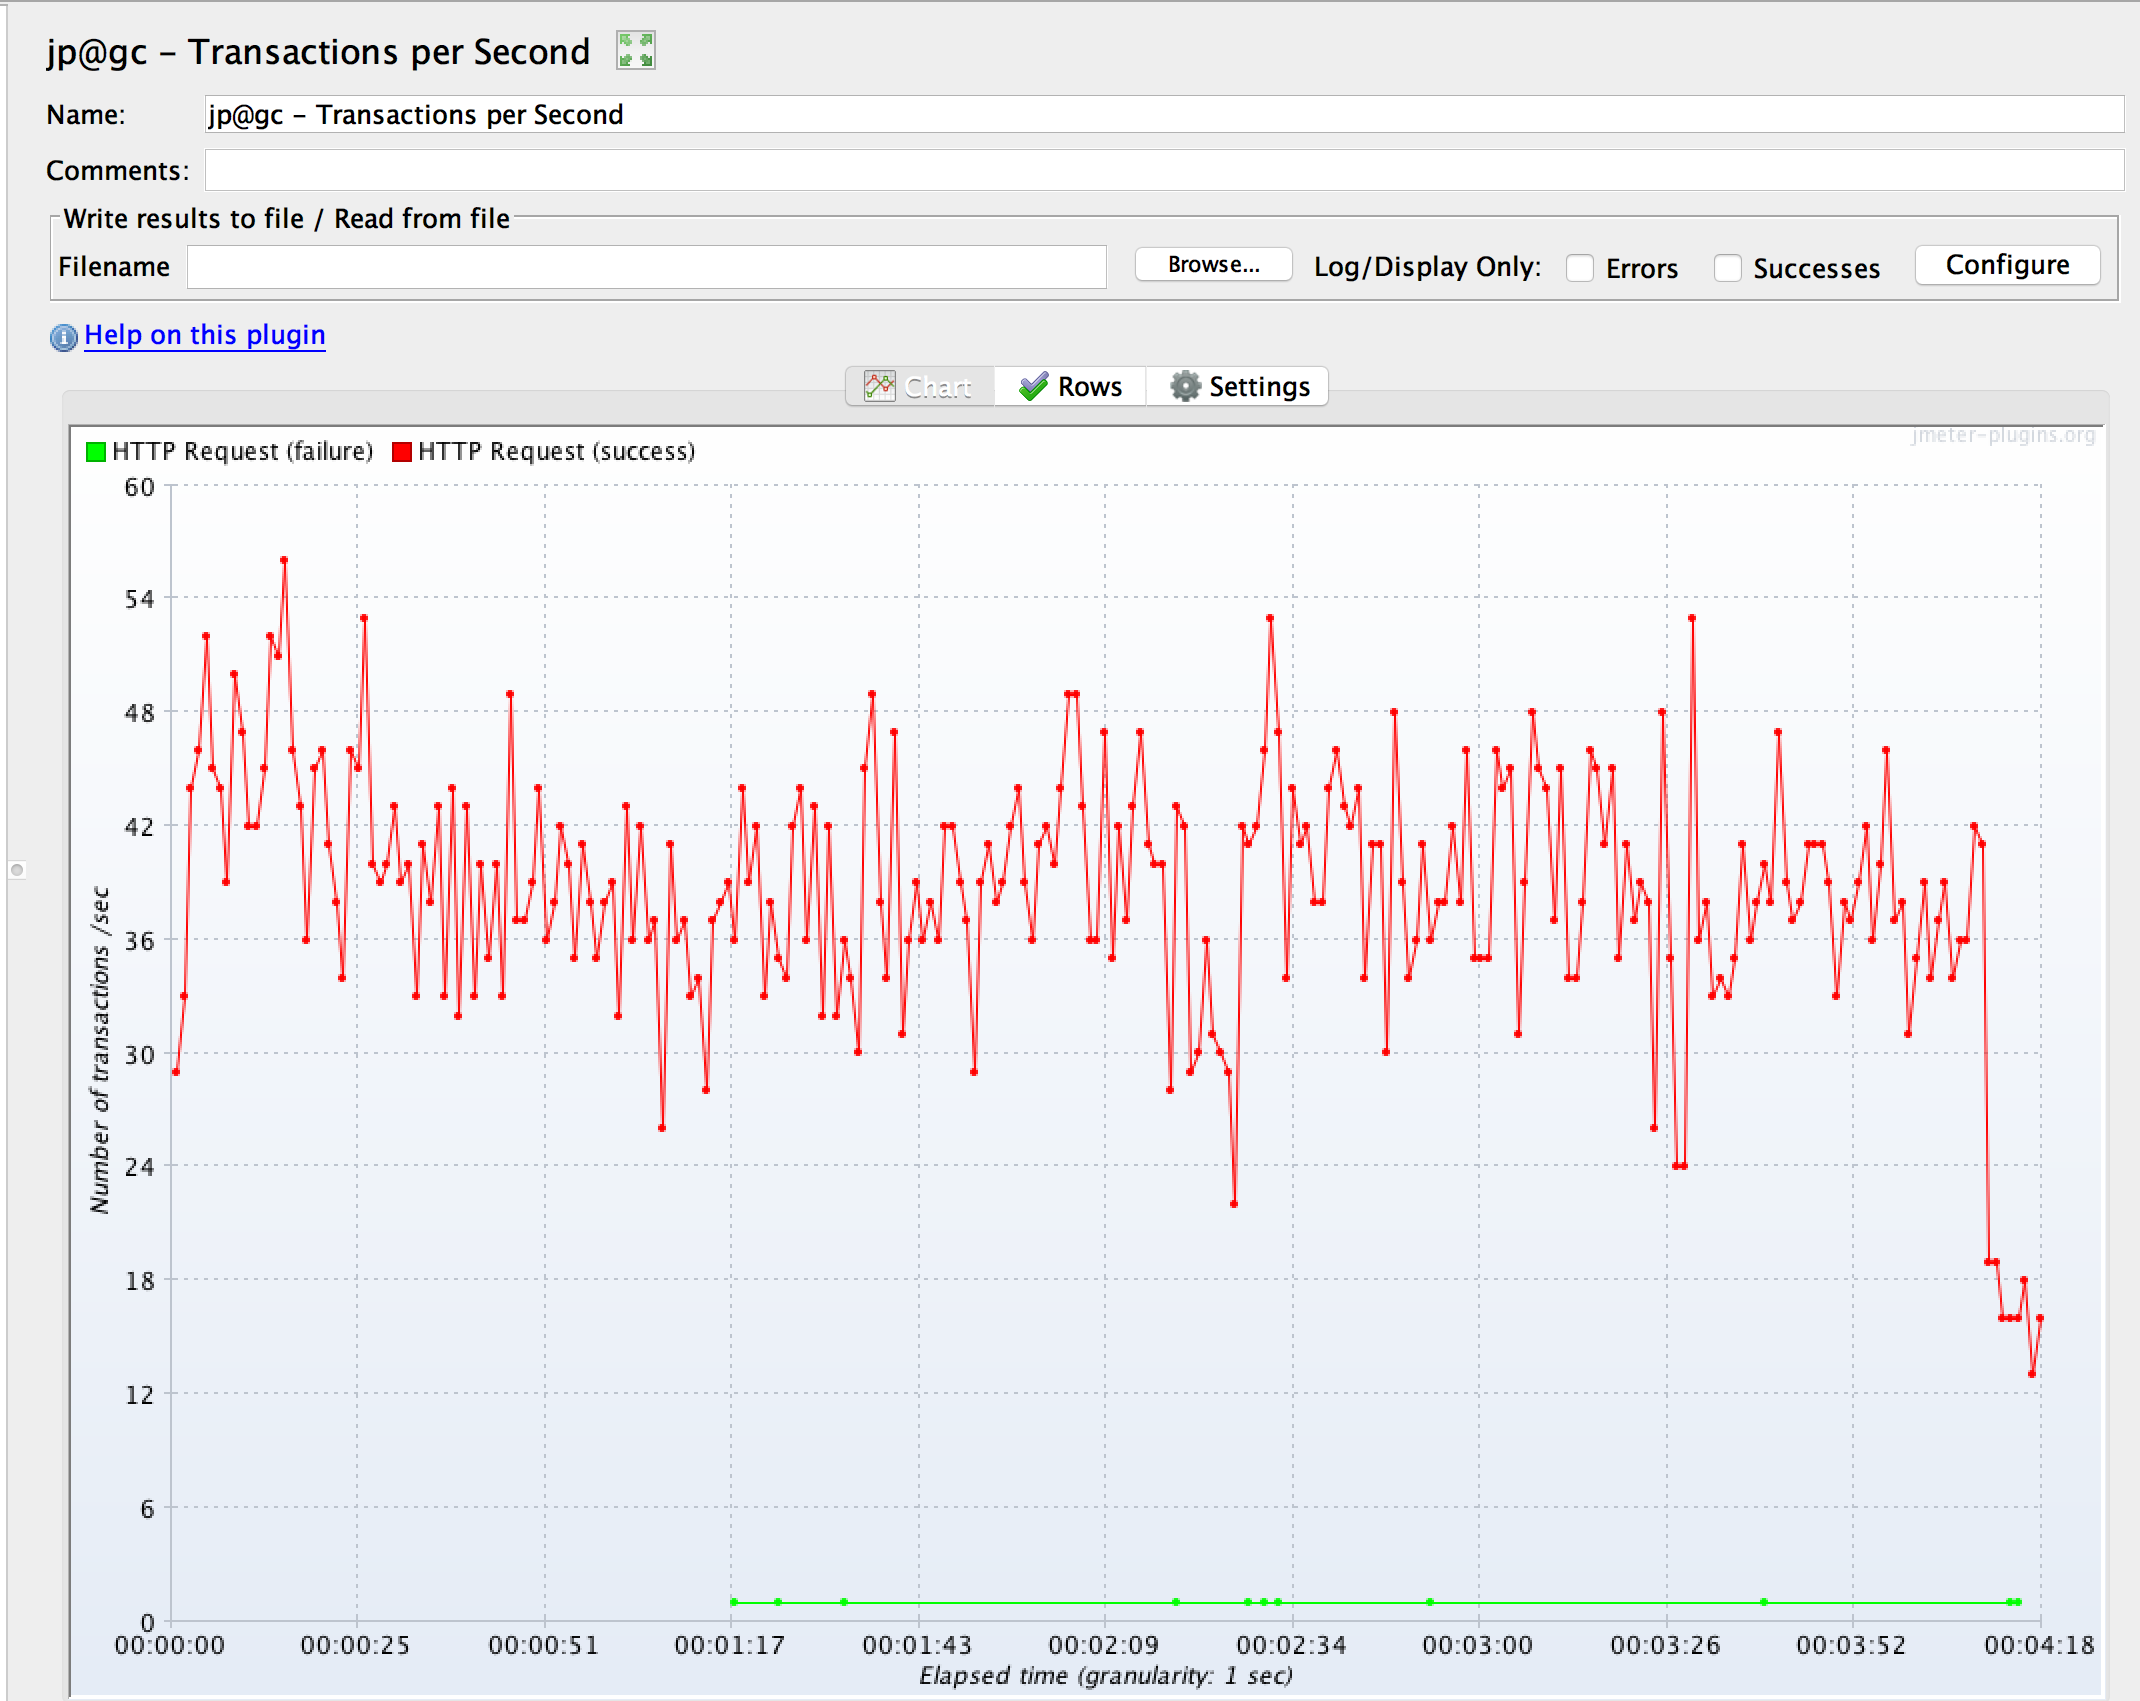 jp@gc – Transactions per Second
Name: jp@gc – Transactions per Second
Comments:
Write results to file / Read from file
Filename Browse... Log/Display Only: Errors Successes Configure
Help on this plugin
Chart Rows Settings
jmeter-plugins.org
HTTP Request (failure) HTTP Request (success)
60
54
48
42
36
30
24
18
12
6
0
Number of transactions /sec
00:00:00 00:00:25 00:00:51 00:01:17 00:01:43 00:02:09 00:02:34 00:03:00 00:03:26 00:03:52 00:04:18
Elapsed time (granularity: 1 sec)